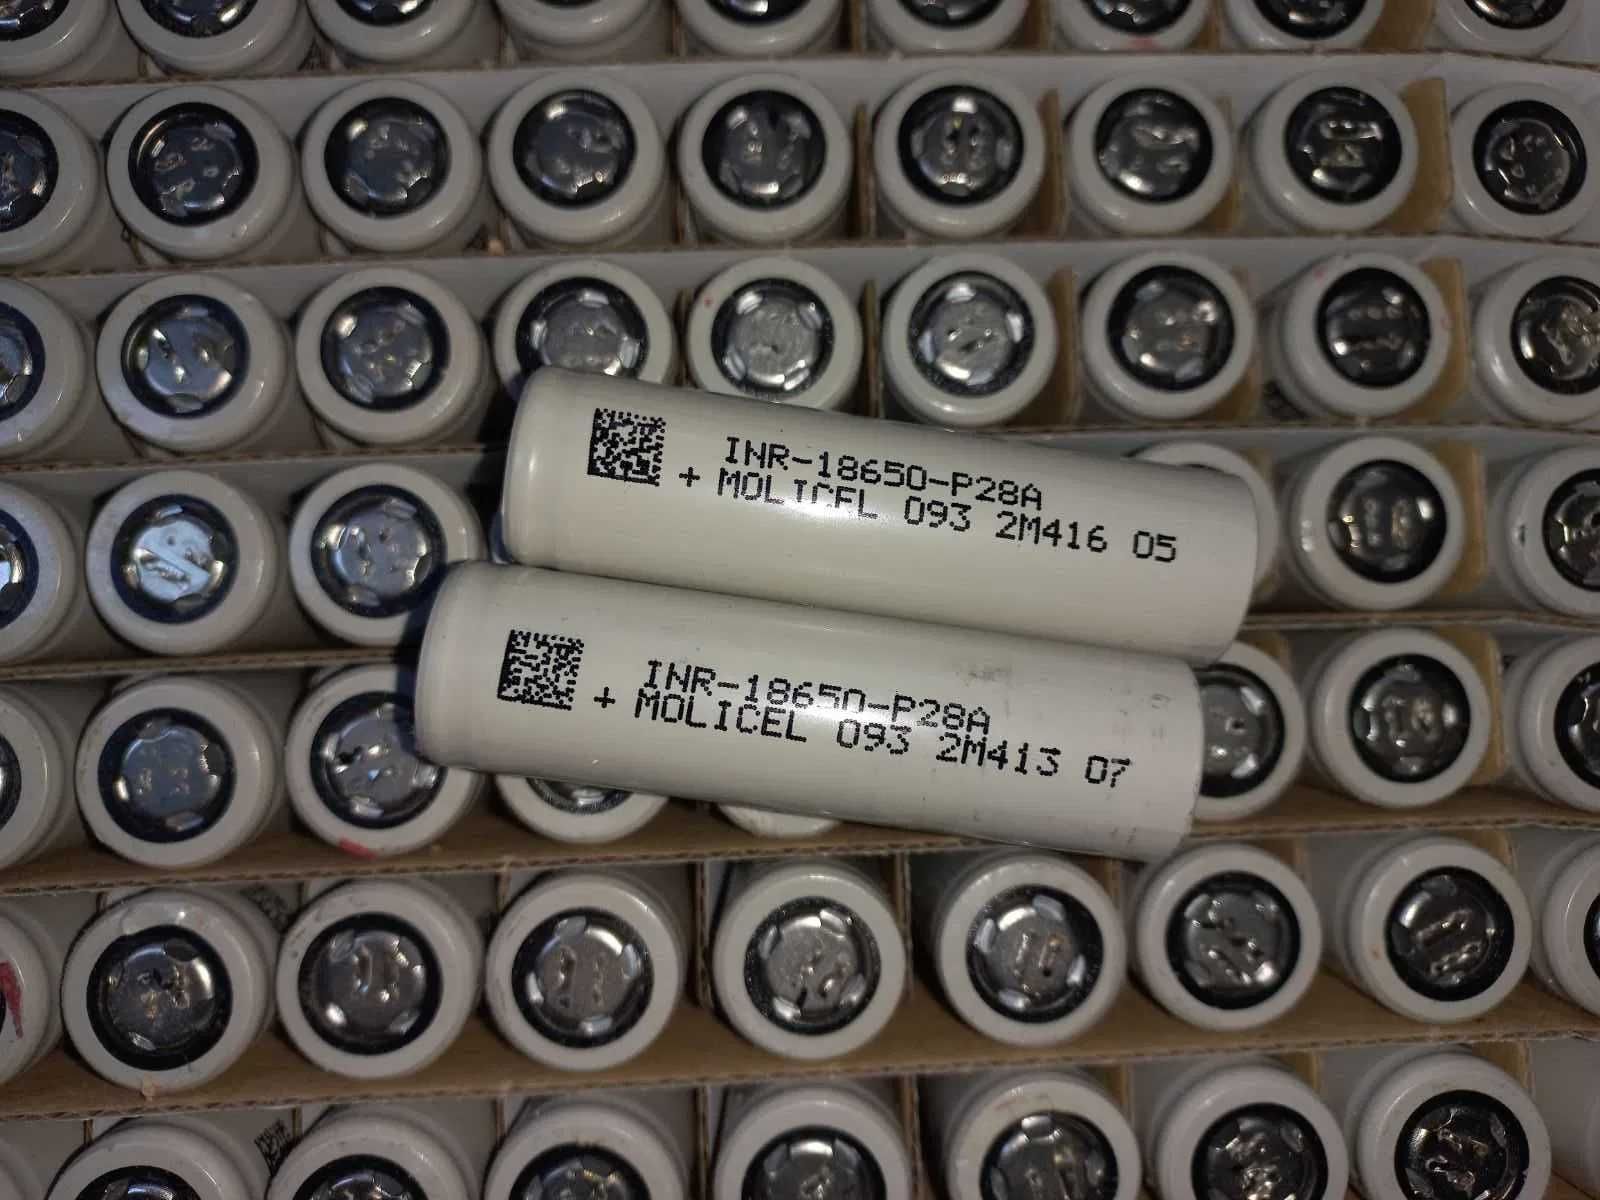 INR-18650-P28A
+ MOLICEL 093 2M416 05
INR-18650-P28A
+ MOLICEL 093 2M413 07